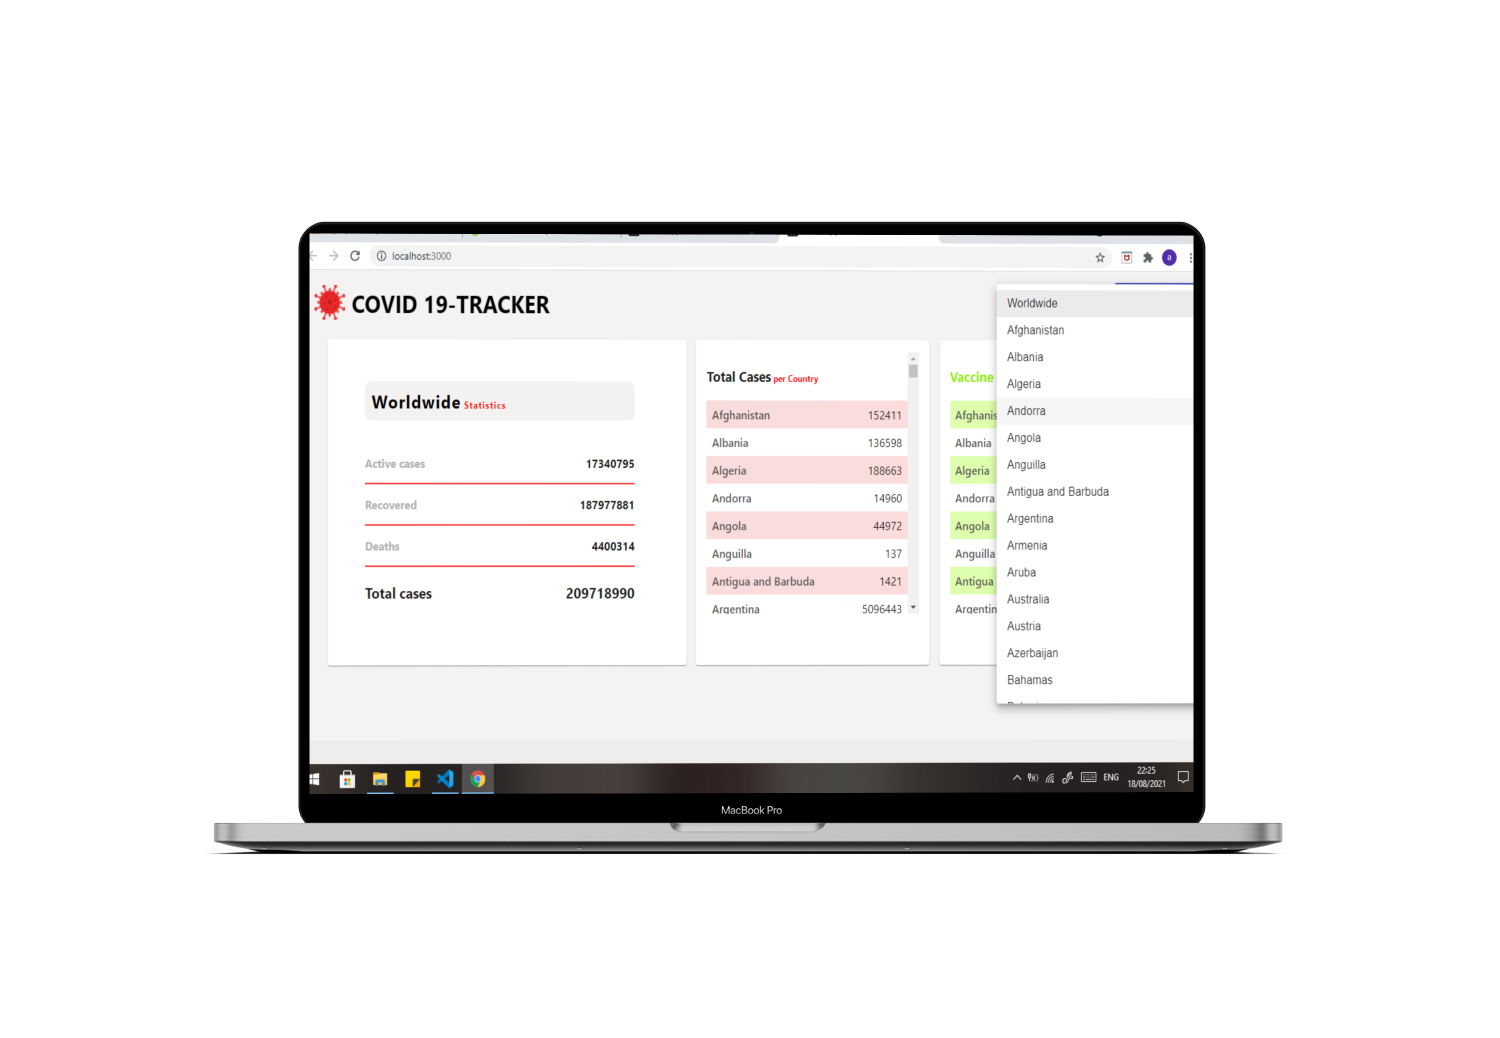 localhost:3000
COVID 19-TRACKER
Worldwide Statistics
Active cases 17340795
Recovered 187977881
Deaths 4400314
Total cases 209718990
Total Cases per Country
Afghanistan 152411
Albania 136598
Algeria 188663
Andorra 14960
Angola 44972
Anguilla 137
Antigua and Barbuda 1421
Argentina 5096443
Vaccine
Afghanis
Albania
Algeria
Andorra
Angola
Anguilla
Antigua
Argentin
Worldwide
Afghanistan
Albania
Algeria
Andorra
Angola
Anguilla
Antigua and Barbuda
Argentina
Armenia
Aruba
Australia
Austria
Azerbaijan
Bahamas
a
ENG
22:25
18/08/2021
MacBook Pro